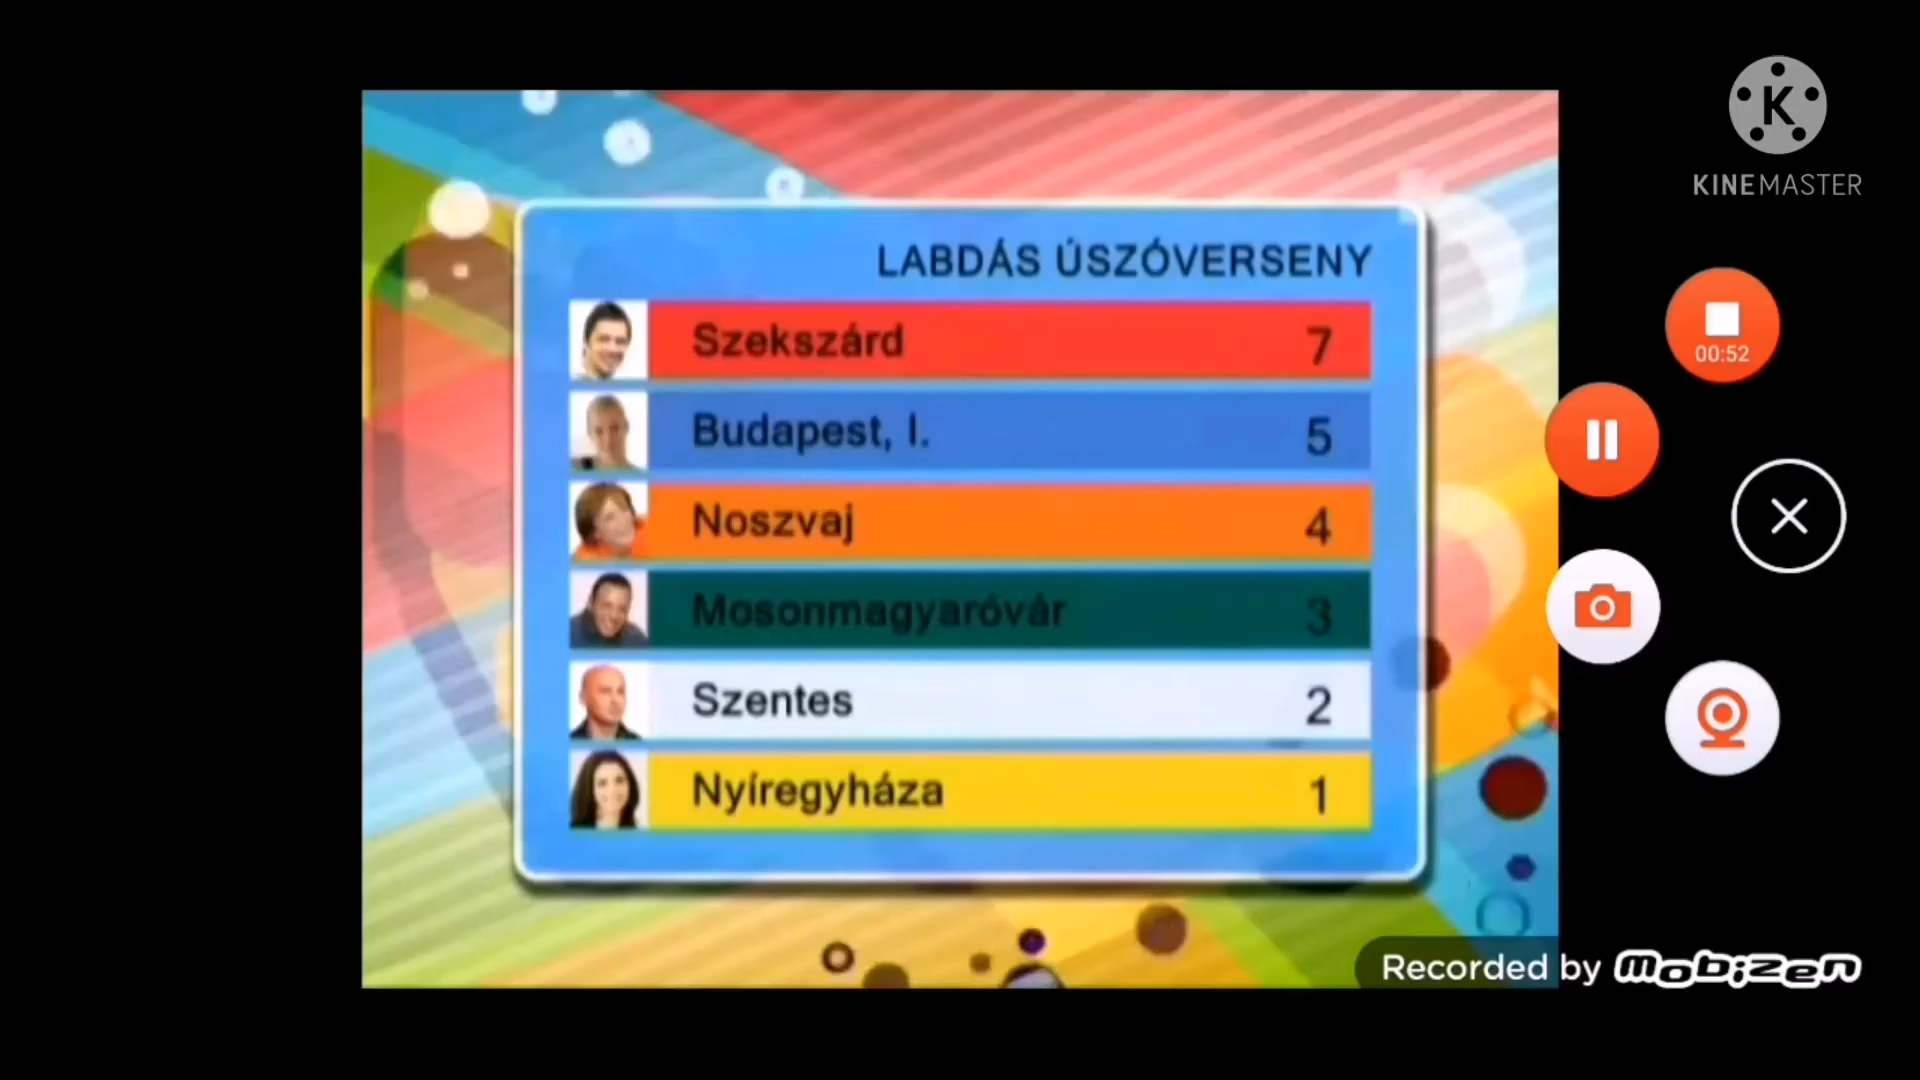 LABDÁS ÚSZÓVERSENY
Szekszárd 7
Budapest, I. 5
Noszvaj 4
Mosonmagyaróvár 3
Szentes 2
Nyíregyháza 1
K
KINEMASTER
00:52
Recorded by mobizen